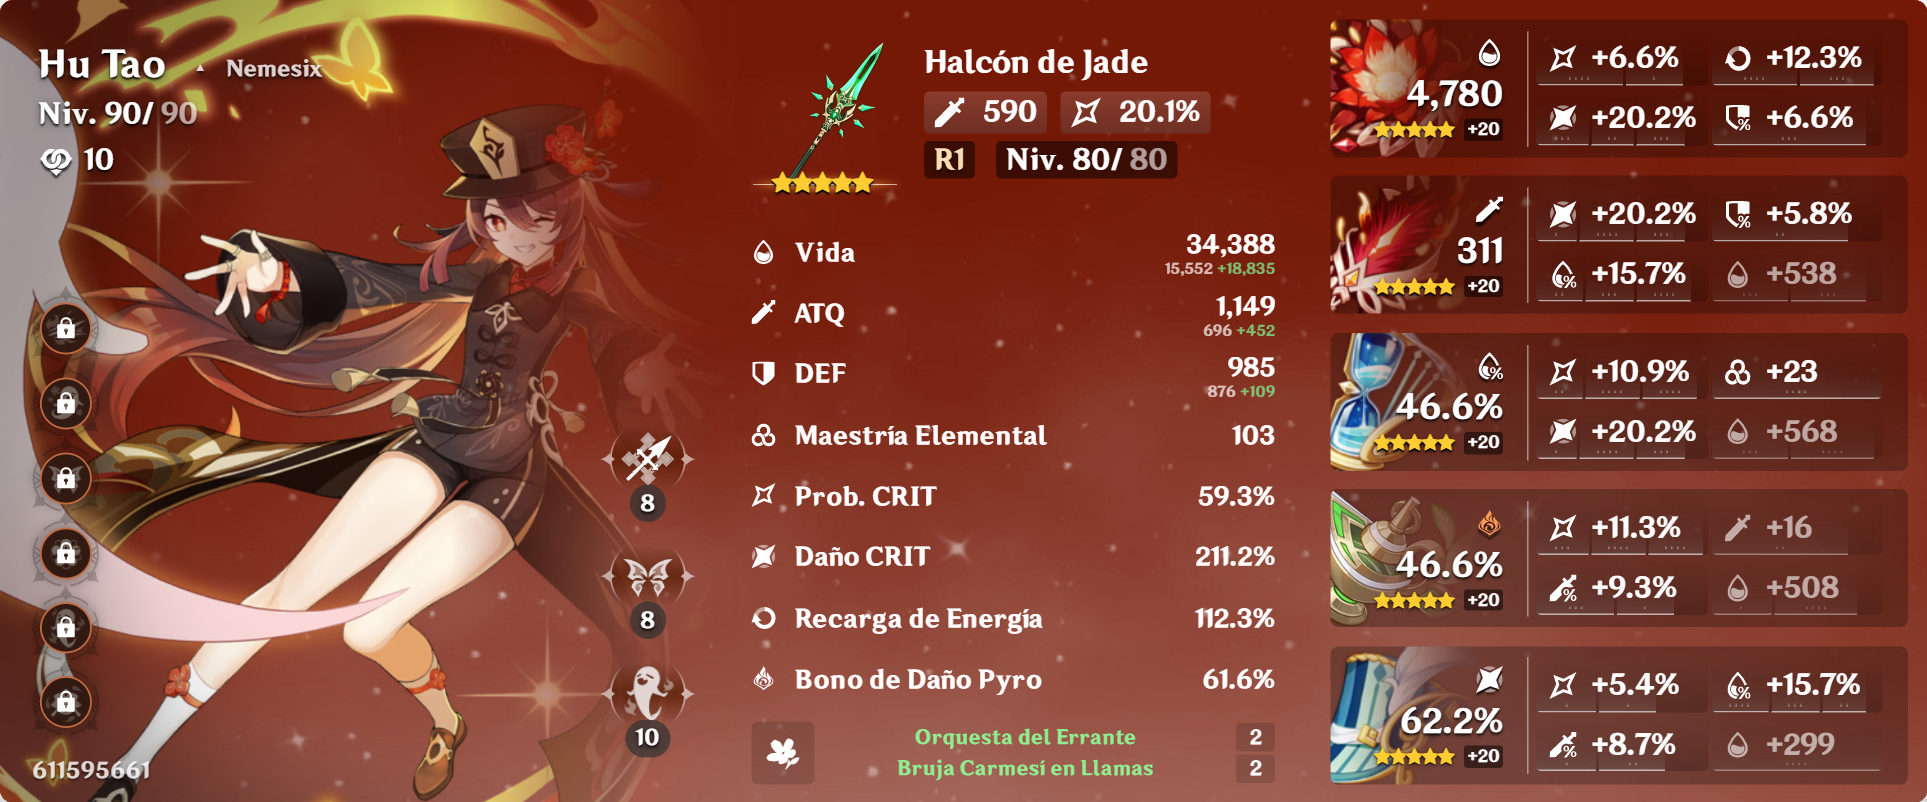 Hu Tao Nemesix
Niv. 90/ 90
10
8
8
10
611595661
Halcón de Jade
590 20.1%
R1 Niv. 80/ 80
Vida 34,388
15,552 +18,835
ATQ 1,149
696 +452
DEF 985
876 +109
Maestría Elemental 103
Prob. CRIT 59.3%
Daño CRIT 211.2%
Recarga de Energía 112.3%
Bono de Daño Pyro 61.6%
Orquesta del Errante 2
Bruja Carmesí en Llamas 2
4,780
+20
+6.6% +12.3%
+20.2% +6.6%
311
+20
+20.2% +5.8%
+15.7% +538
46.6%
+20
+10.9% +23
+20.2% +568
46.6%
+20
+11.3% +16
+9.3% +508
62.2%
+20
+5.4% +15.7%
+8.7% +299